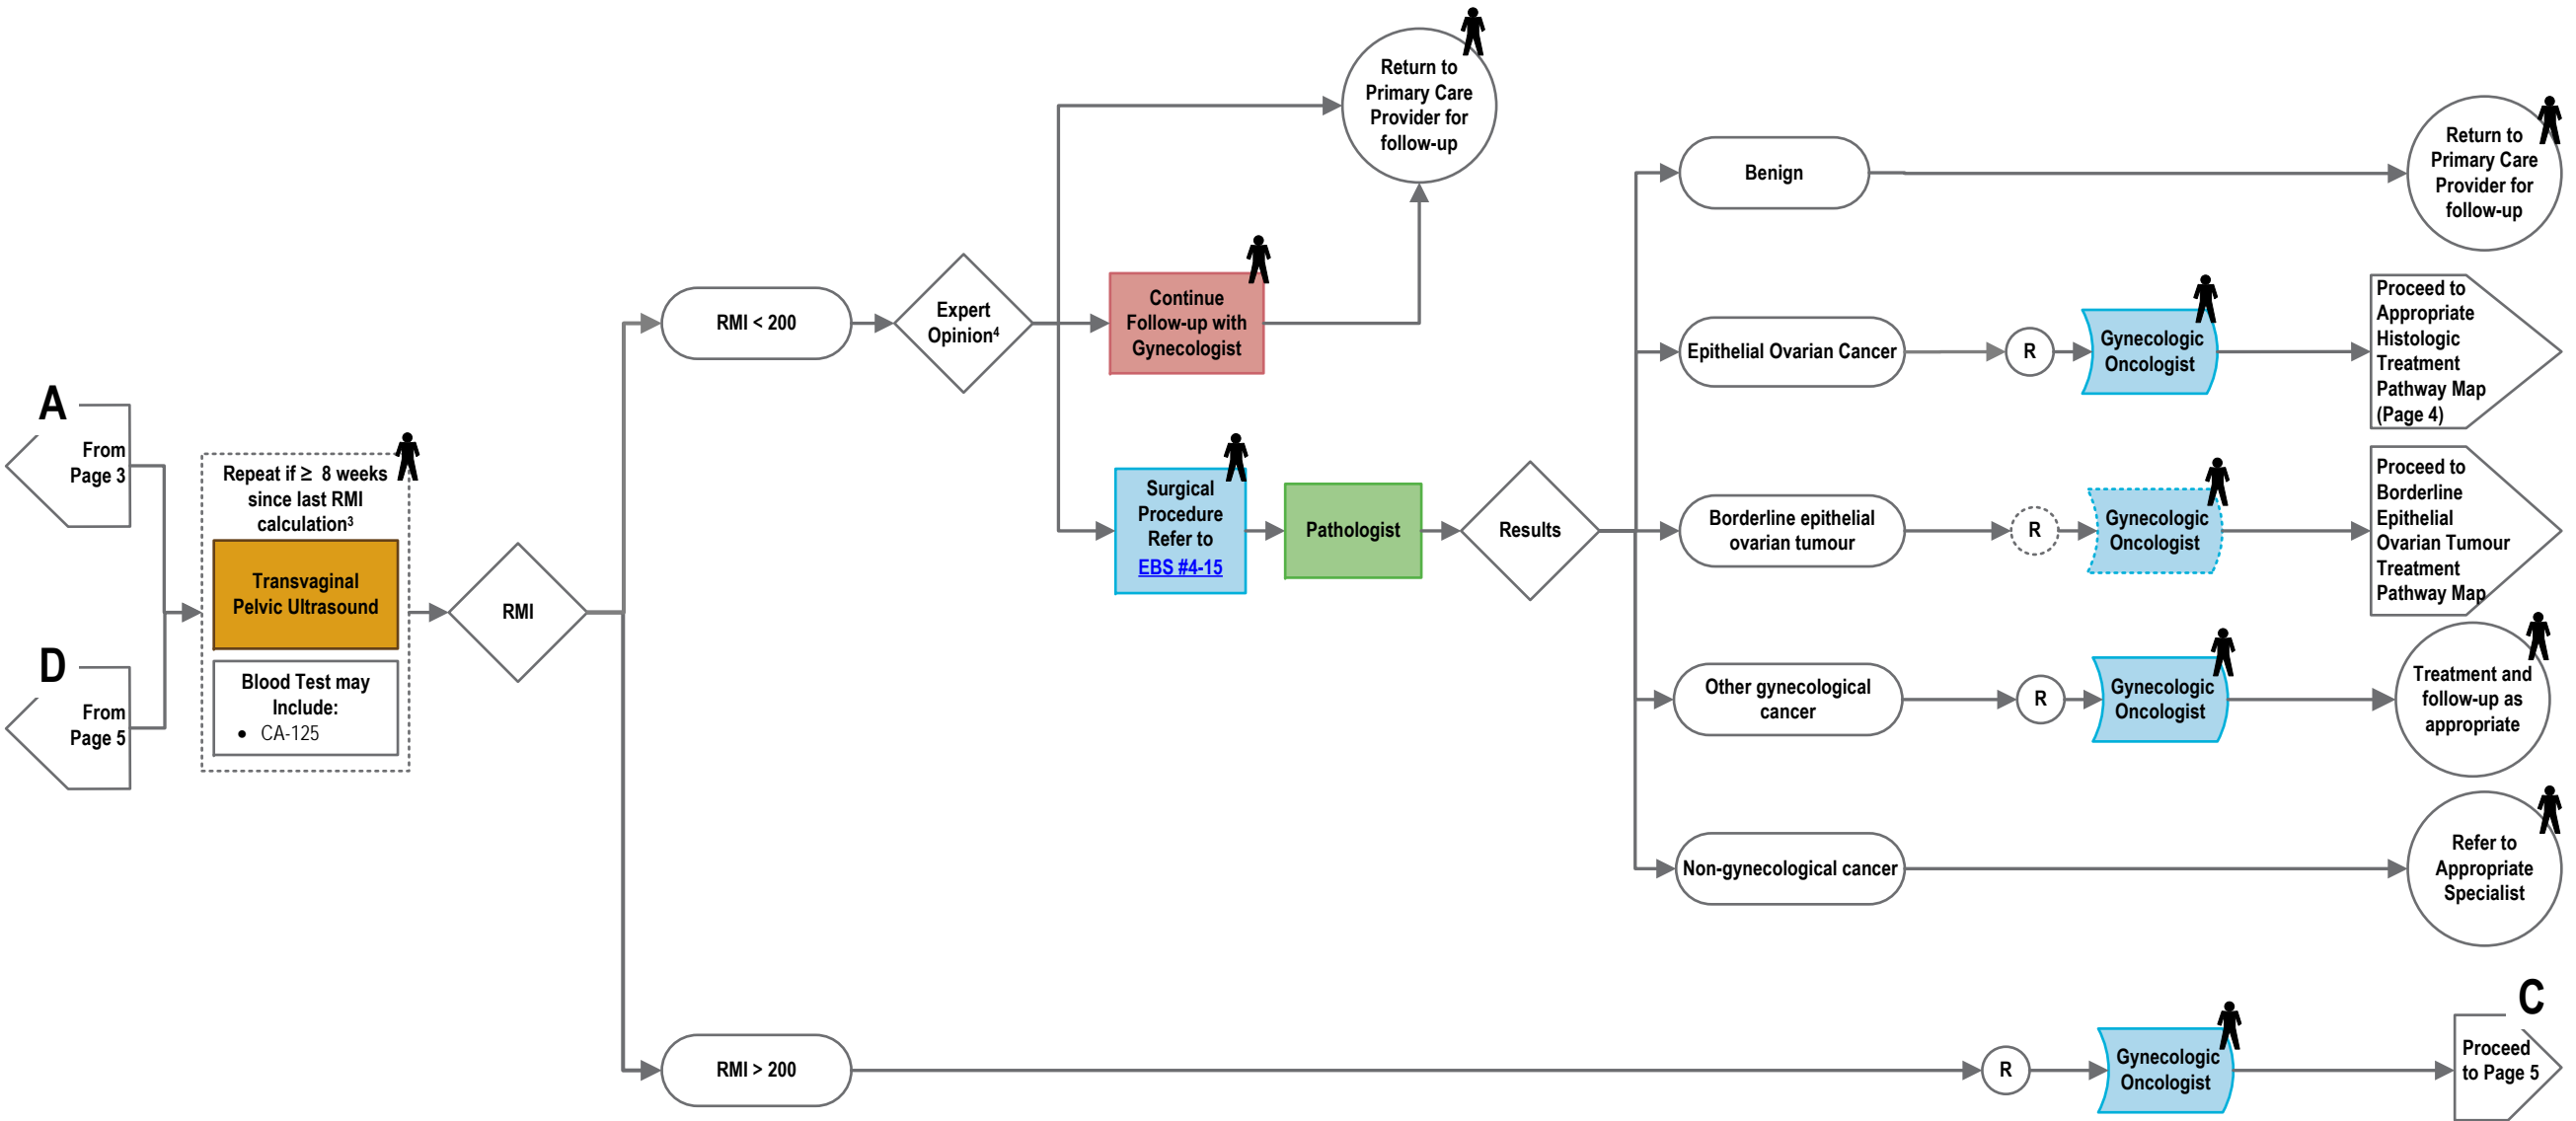 A
From
Page 3
D
From
Page 5
Repeat if ≥ 8 weeks
since last RMI
calculation³
Transvaginal
Pelvic Ultrasound
Blood Test may
Include:
• CA-125
RMI
RMI < 200
Expert
Opinion⁴
Return to
Primary Care
Provider for
follow-up
Continue
Follow-up with
Gynecologist
Surgical
Procedure
Refer to
EBS #4-15
Pathologist
Results
Benign
Return to
Primary Care
Provider for
follow-up
Epithelial Ovarian Cancer
R
Gynecologic
Oncologist
Proceed to
Appropriate
Histologic
Treatment
Pathway Map
(Page 4)
Borderline epithelial
ovarian tumour
R
Gynecologic
Oncologist
Proceed to
Borderline
Epithelial
Ovarian Tumour
Treatment
Pathway Map
Other gynecological
cancer
R
Gynecologic
Oncologist
Treatment and
follow-up as
appropriate
Non-gynecological cancer
Refer to
Appropriate
Specialist
RMI > 200
R
Gynecologic
Oncologist
C
Proceed
to Page 5